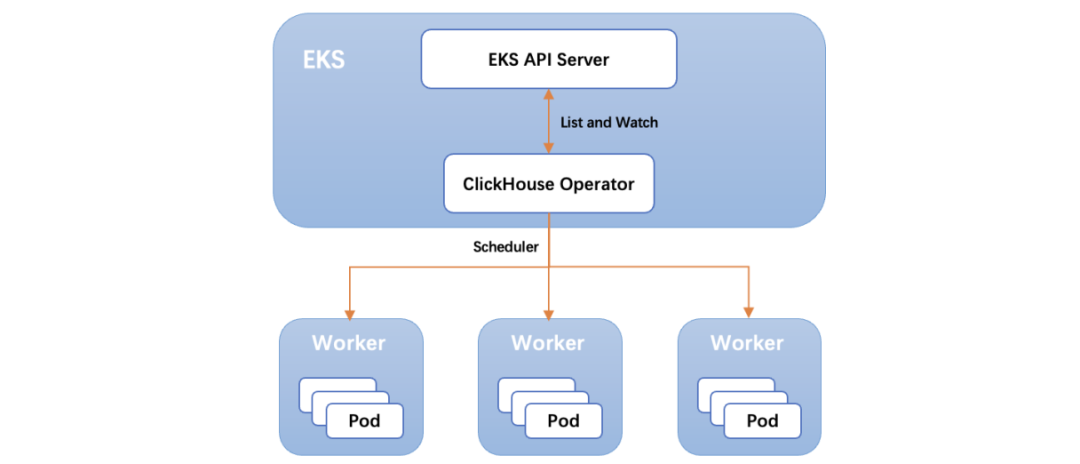 EKS
EKS API Server
List and Watch
ClickHouse Operator
Scheduler
Worker
Worker
Worker
Pod
Pod
Pod